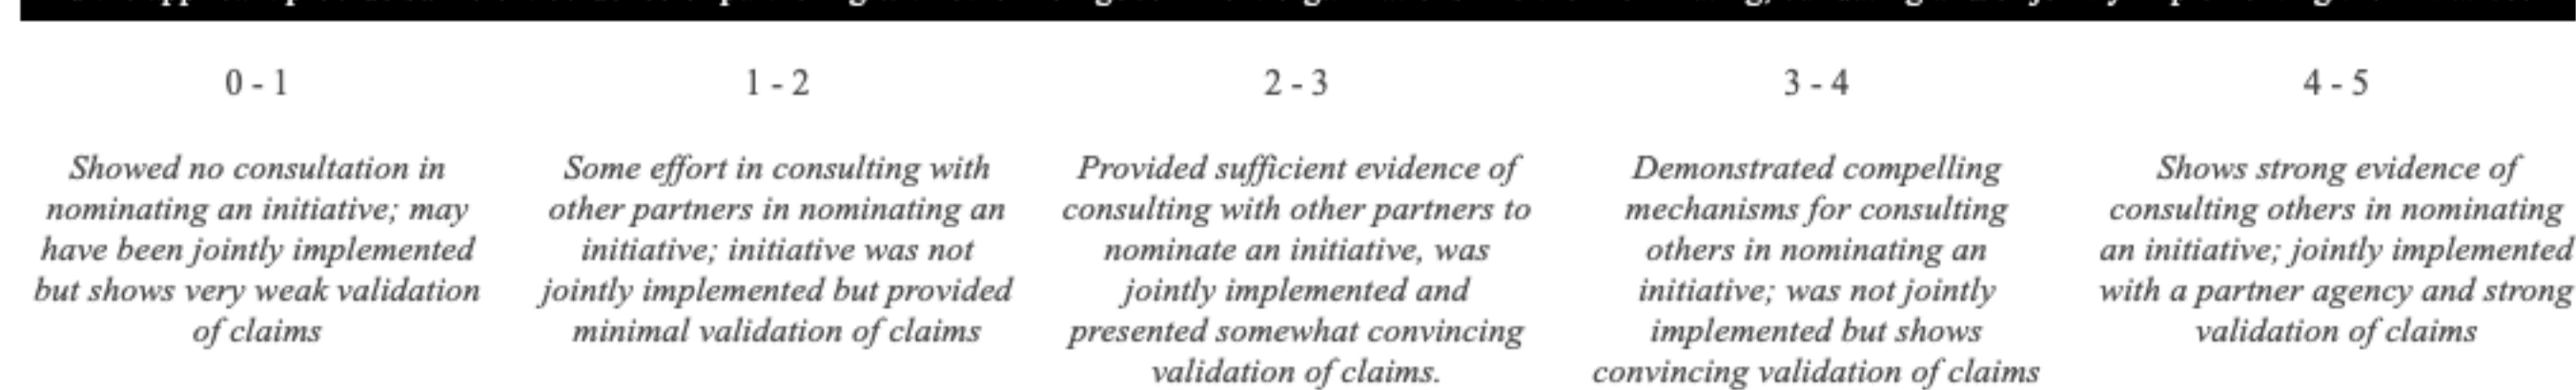 0 - 1
Showed no consultation in
nominating an initiative; may
have been jointly implemented
but shows very weak validation
of claims
1 - 2
Some effort in consulting with
other partners in nominating an
initiative; initiative was not
jointly implemented but provided
minimal validation of claims
2 - 3
Provided sufficient evidence of
consulting with other partners to
nominate an initiative, was
jointly implemented and
presented somewhat convincing
validation of claims.
3 - 4
Demonstrated compelling
mechanisms for consulting
others in nominating an
initiative; was not jointly
implemented but shows
convincing validation of claims
4 - 5
Shows strong evidence of
consulting others in nominating
an initiative; jointly implemented
with a partner agency and strong
validation of claims